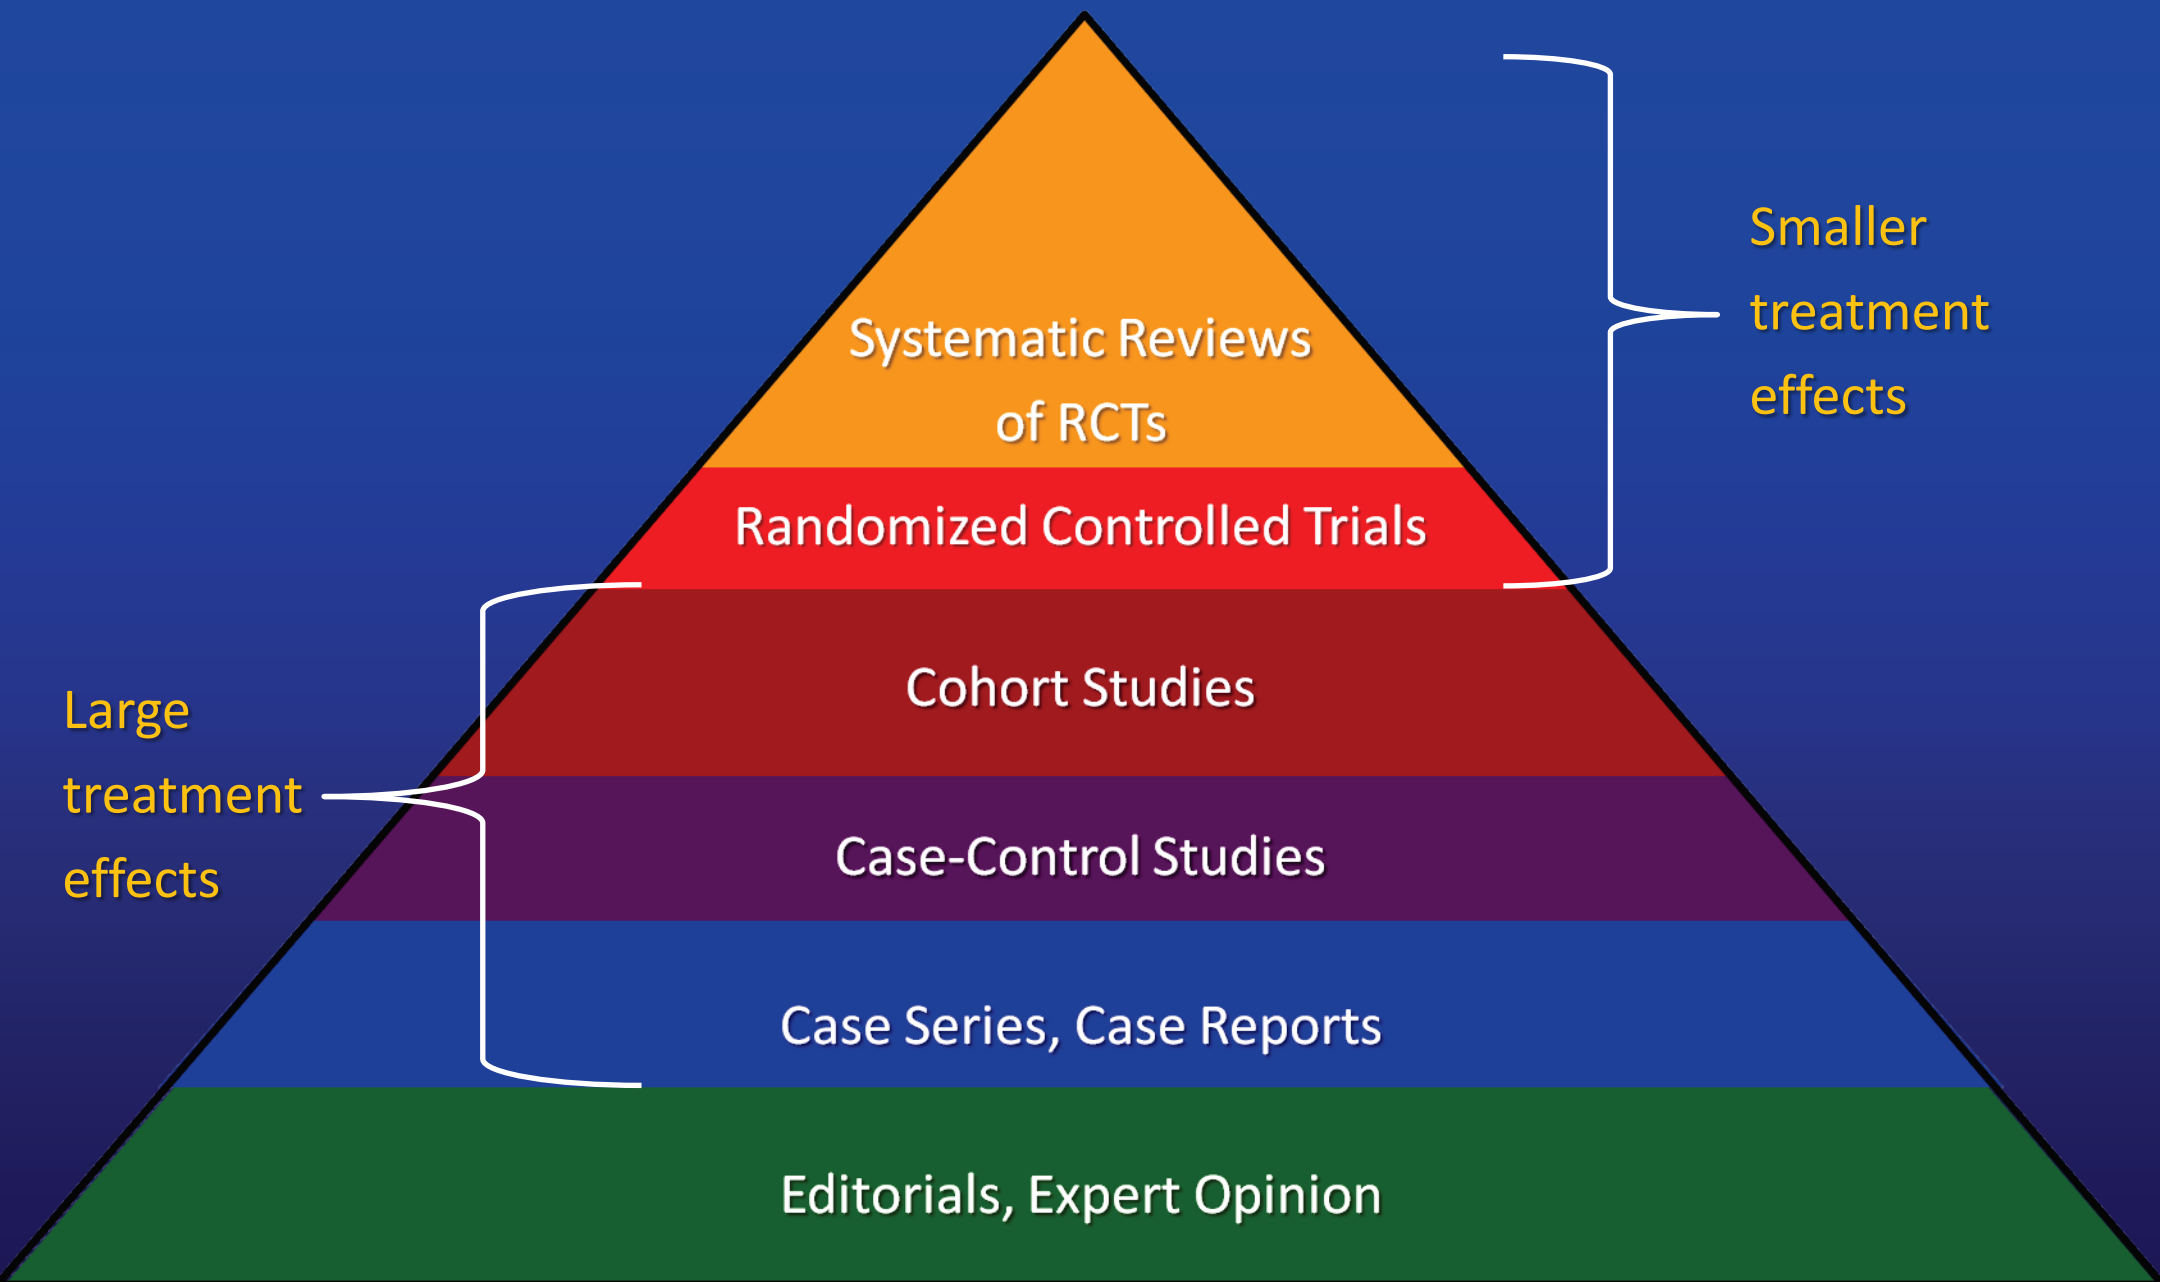 Systematic Reviews
of RCTs
Randomized Controlled Trials
Cohort Studies
Case-Control Studies
Case Series, Case Reports
Editorials, Expert Opinion
Smaller
treatment
effects
Large
treatment
effects